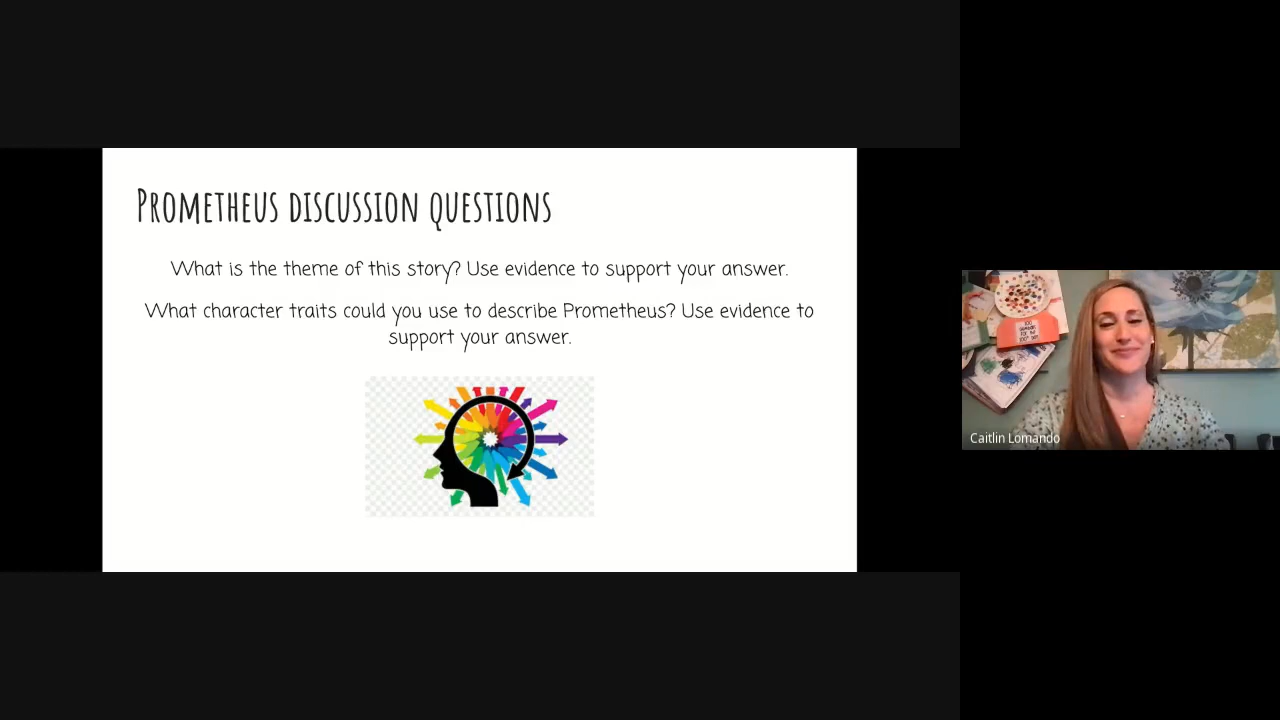 Prometheus discussion questions
What is the theme of this story? Use evidence to support your answer.
What character traits could you use to describe Prometheus? Use evidence to
support your answer.
Caitlin Lomando